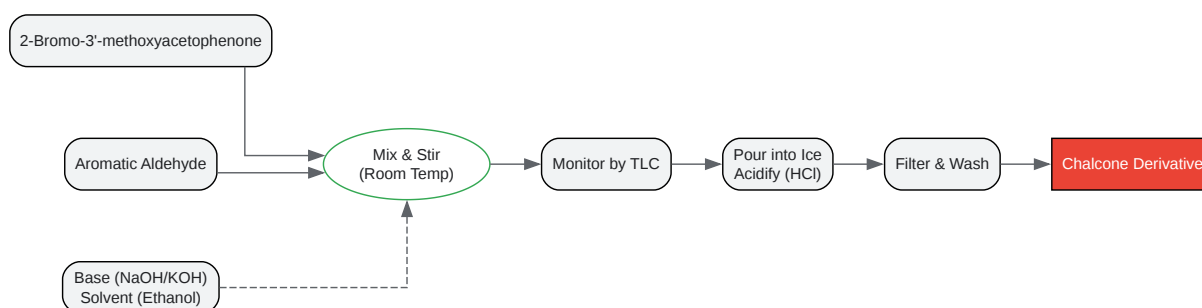 2-Bromo-3'-methoxyacetophenone
Aromatic Aldehyde
Base (NaOH/KOH)
Solvent (Ethanol)
Mix & Stir
(Room Temp)
Monitor by TLC
Pour into Ice
Acidify (HCl)
Filter & Wash
Chalcone Derivative